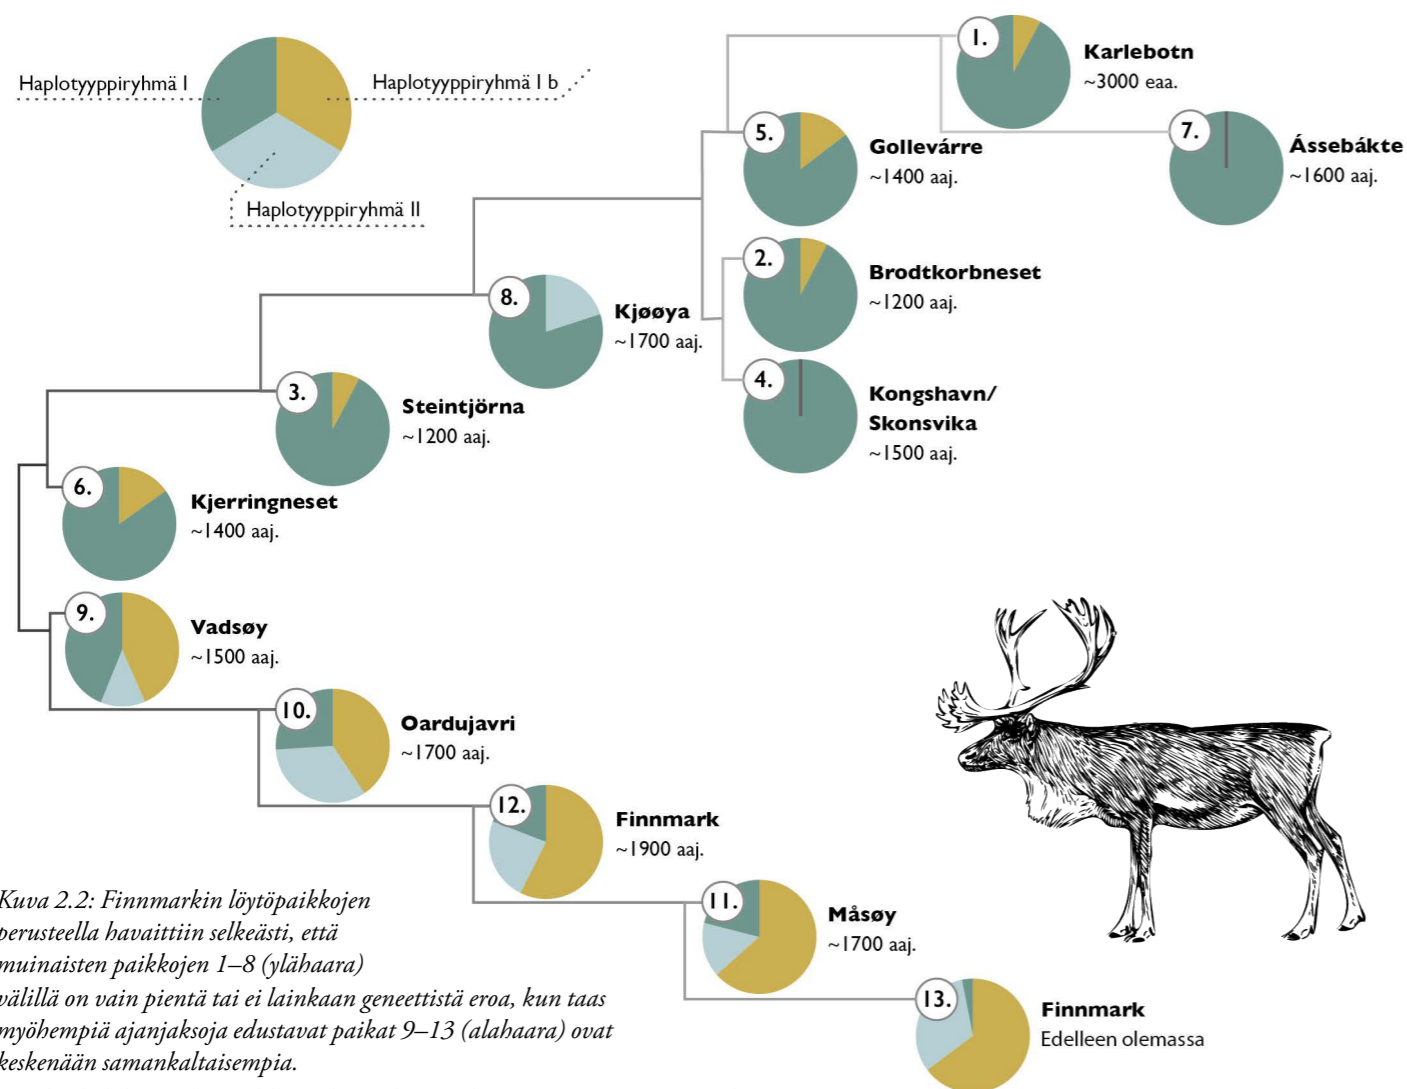 Haplotyyppiryhmä I
Haplotyyppiryhmä I b
Haplotyyppiryhmä II
1.
Karlebotn
~3000 eaa.
7.
Ássebákte
~1600 aaj.
5.
Gollevárre
~1400 aaj.
2.
Brodtkorbneset
~1200 aaj.
8.
Kjøøya
~1700 aaj.
4.
Kongshavn/
Skonsvika
~1500 aaj.
3.
Steintjörna
~1200 aaj.
6.
Kjerringneset
~1400 aaj.
9.
Vadsøy
~1500 aaj.
10.
Oardujavri
~1700 aaj.
12.
Finnmark
~1900 aaj.
11.
Måsøy
~1700 aaj.
13.
Finnmark
Edelleen olemassa
Kuva 2.2: Finnmarkin löytöpaikkojen
perusteella havaittiin selkeästi, että
muinaisten paikkojen 1–8 (ylähaara)
välillä on vain pientä tai ei lainkaan geneettistä eroa, kun taas
myöhempiä ajanjaksoja edustavat paikat 9–13 (alahaara) ovat
keskenään samankaltaisempia.